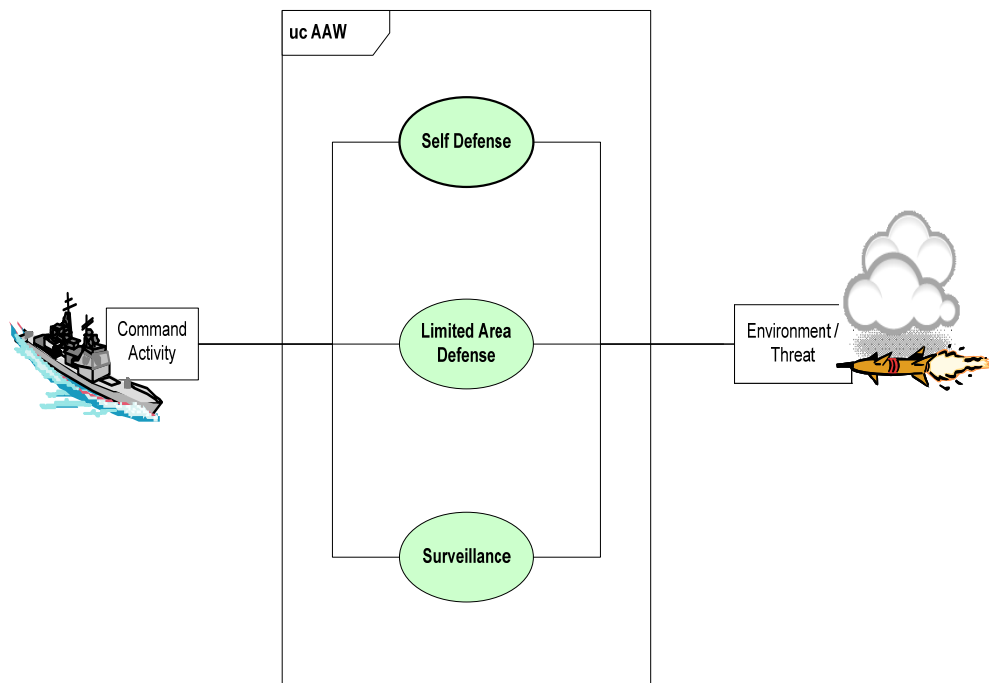 uc AAW
Self Defense
Command
Activity
Limited Area
Defense
Environment /
Threat
Surveillance